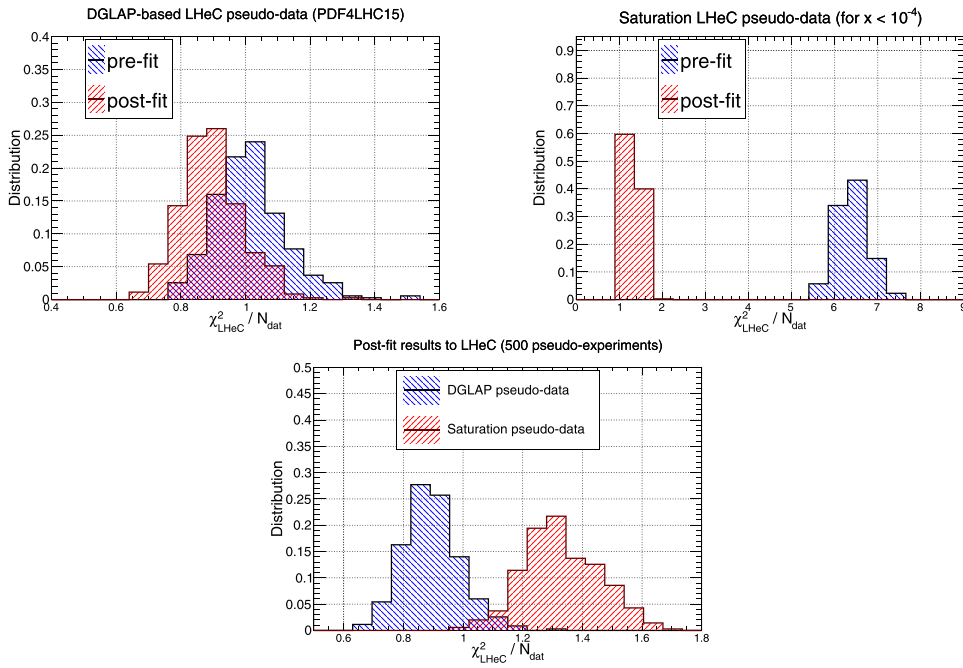 DGLAP-based LHeC pseudo-data (PDF4LHC15)
0.4
0.35
0.3
0.25
0.2
0.15
0.1
0.05
0
Distribution
pre-fit
post-fit
0.4 0.6 0.8 1 1.2 1.4 1.6
χ²_LHeC / N_dat
Saturation LHeC pseudo-data (for x < 10⁻⁴)
0.9
0.8
0.7
0.6
0.5
0.4
0.3
0.2
0.1
0
Distribution
pre-fit
post-fit
0 1 2 3 4 5 6 7 8 9
χ²_LHeC / N_dat
Post-fit results to LHeC (500 pseudo-experiments)
0.5
0.45
0.4
0.35
0.3
0.25
0.2
0.15
0.1
0.05
0
Distribution
DGLAP pseudo-data
Saturation pseudo-data
0.6 0.8 1 1.2 1.4 1.6 1.8
χ²_LHeC / N_dat